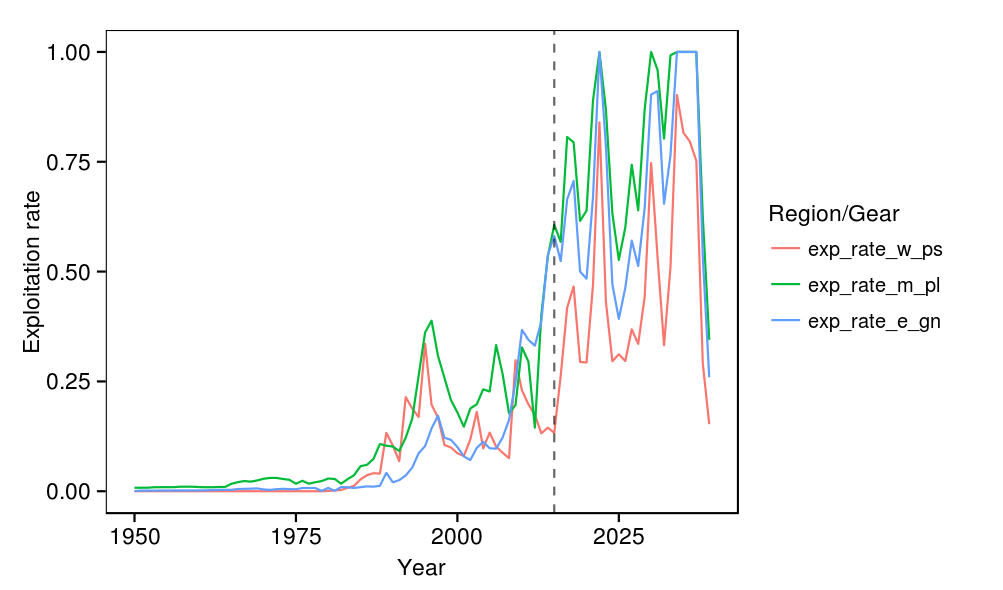 1.00
0.75
0.50
0.25
0.00
Exploitation rate
1950 1975 2000 2025
Year
Region/Gear
exp_rate_w_ps
exp_rate_m_pl
exp_rate_e_gn